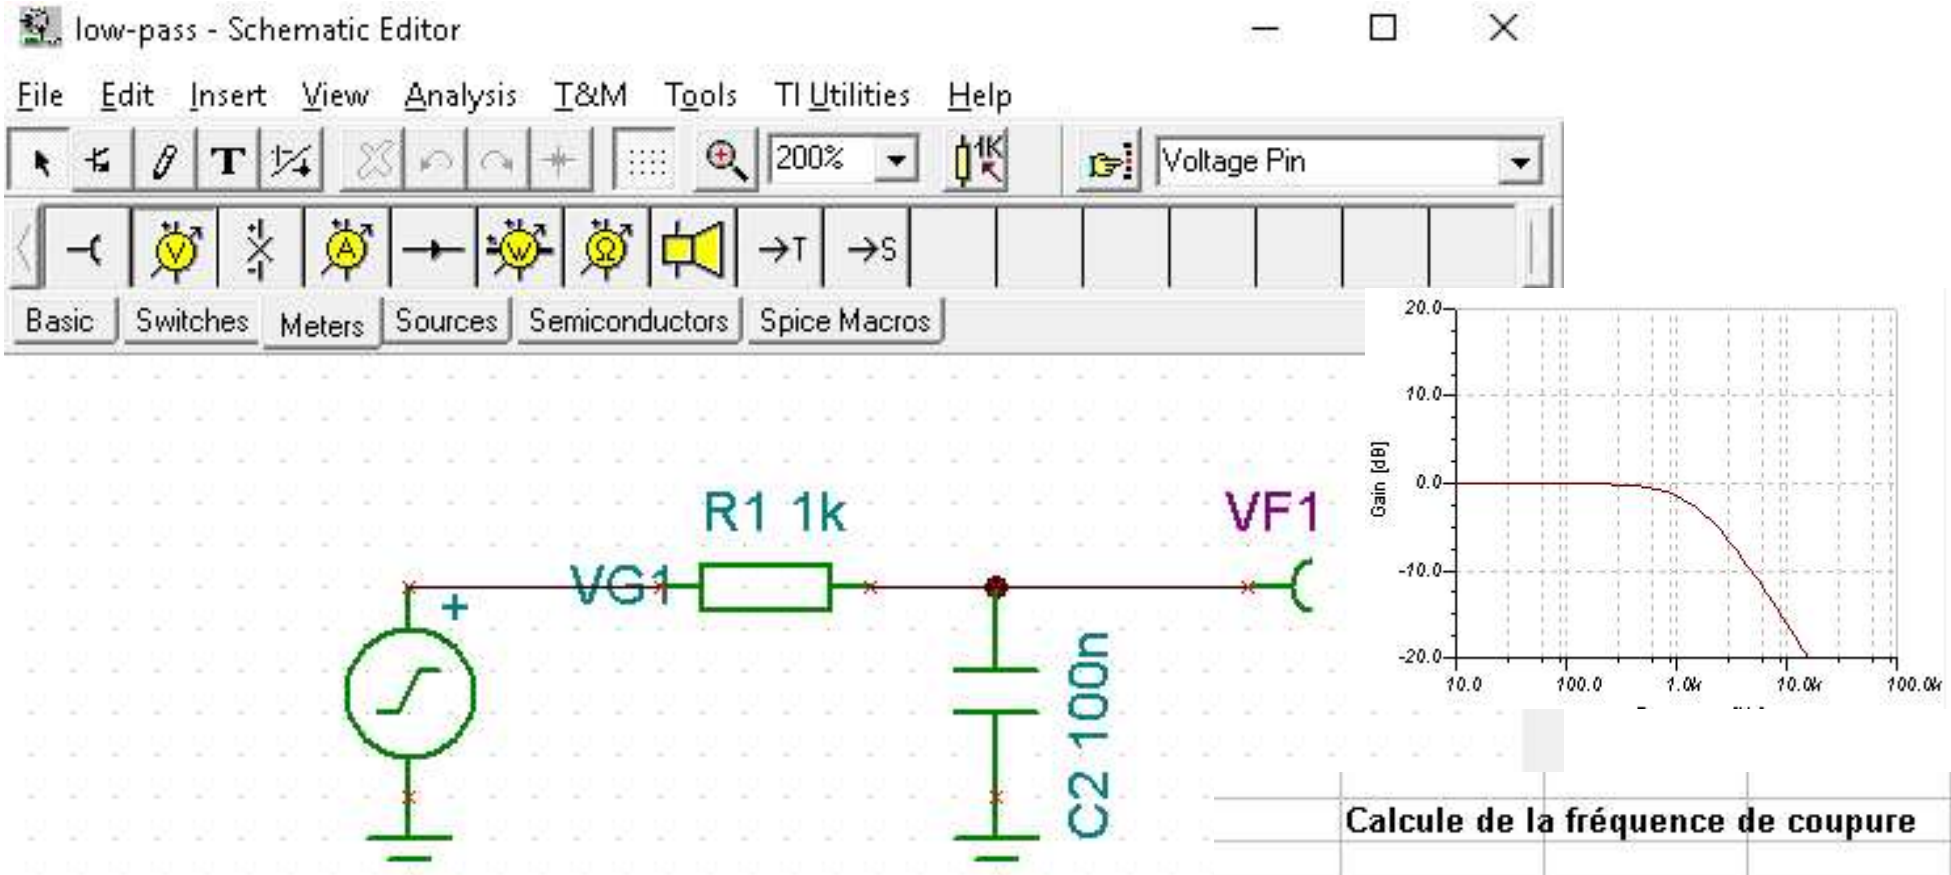 low-pass - Schematic Editor
File Edit Insert View Analysis T&M Tools TI Utilities Help
T 200% 1K Voltage Pin
+ - V +1 -1 A W Ω →T →S
Basic Switches Meters Sources Semiconductors Spice Macros
20.0
10.0
Gain [dB]
0.0
-10.0
-20.0
10.0 100.0 1.0k 10.0k 100.0k
R1 1k
VF1
VG1
+
C2 100n
Calcule de la fréquence de coupure